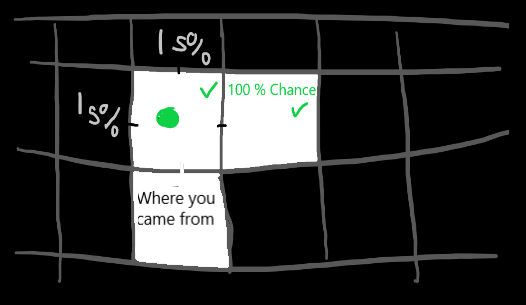 15%
100 % Chance
15%
Where you
came from